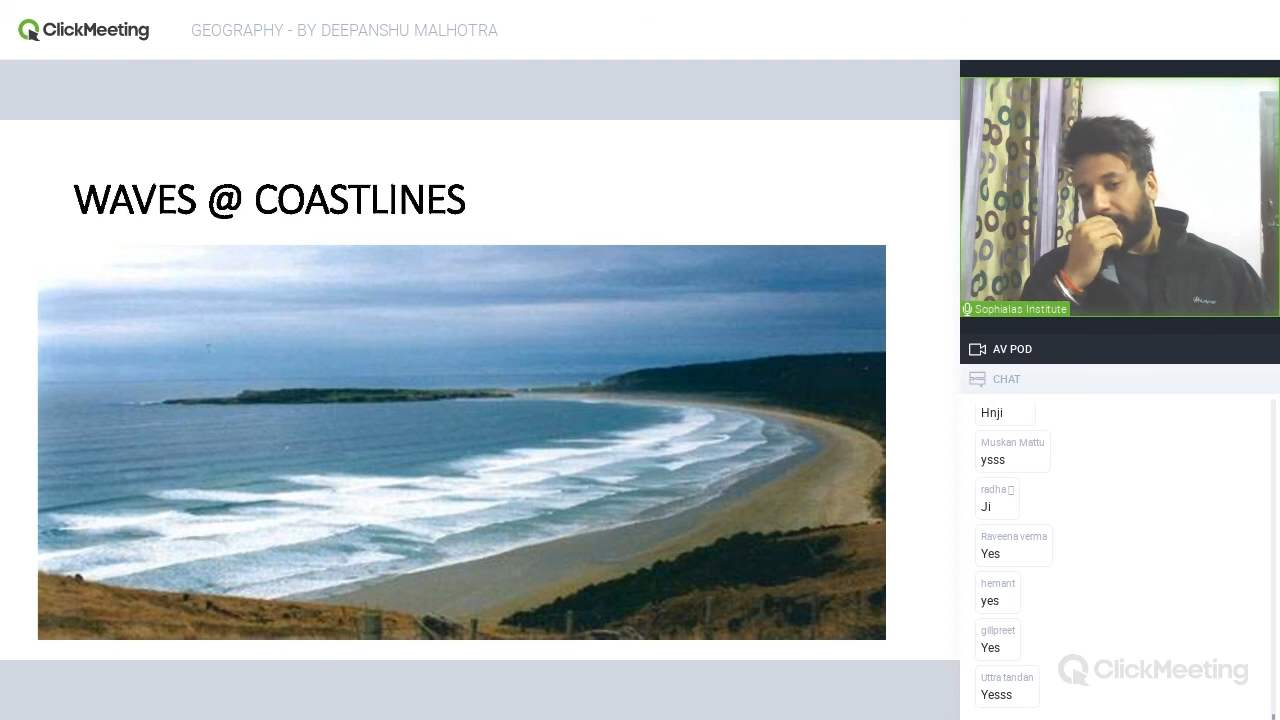 ClickMeeting
GEOGRAPHY - BY DEEPANSHU MALHOTRA
WAVES @ COASTLINES
Sophialas Institute
AV POD
CHAT
Hnji
Muskan Mattu
ysss
radha
Ji
Raveena verma
Yes
hemant
yes
gillpreet
Yes
Uttra tandan
Yesss
ClickMeeting